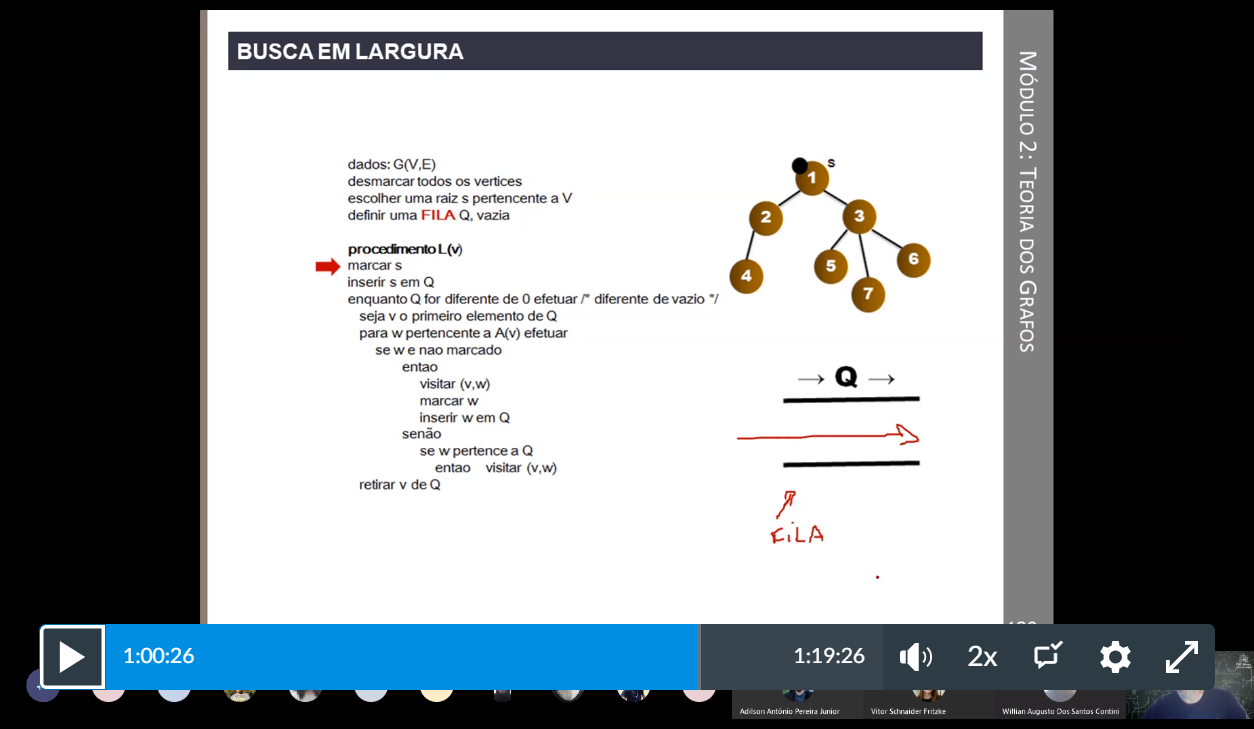 BUSCA EM LARGURA
MÓDULO 2: TEORIA DOS GRAFOS
dados: G(V,E)
desmarcar todos os vertices
escolher uma raiz s pertencente a V
definir uma FILA Q, vazia
procedimento L(v)
marcar s
inserir s em Q
enquanto Q for diferente de 0 efetuar /* diferente de vazio */
seja v o primeiro elemento de Q
para w pertencente a A(v) efetuar
se w e nao marcado
entao
visitar (v,w)
marcar w
inserir w em Q
senão
se w pertence a Q
entao visitar (v,w)
retirar v de Q
s
1
2
3
4
5
6
7
→ Q →
FiLA
1:00:26
1:19:26
2x
Adilson Antônio Pereira Junior
Vitor Schnaider Fritzke
Willian Augusto Dos Santos Contini